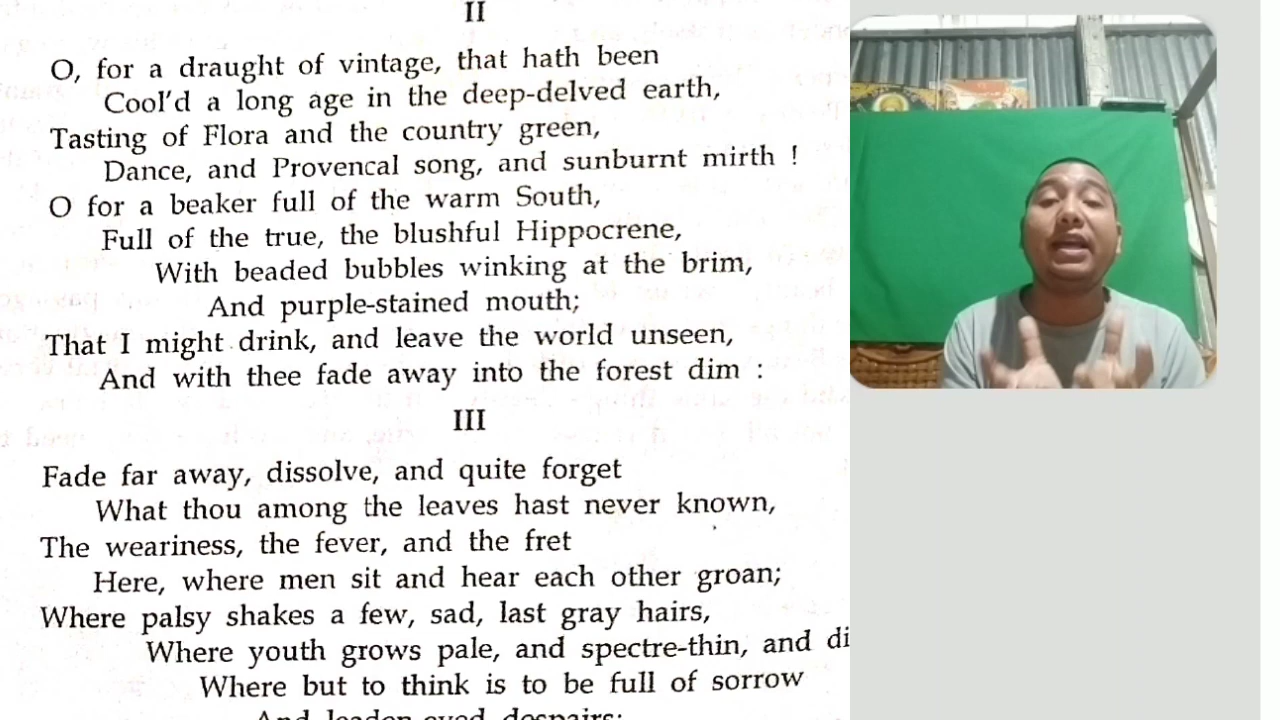 II
O, for a draught of vintage, that hath been
Cool'd a long age in the deep-delved earth,
Tasting of Flora and the country green,
Dance, and Provencal song, and sunburnt mirth !
O for a beaker full of the warm South,
Full of the true, the blushful Hippocrene,
With beaded bubbles winking at the brim,
And purple-stained mouth;
That I might drink, and leave the world unseen,
And with thee fade away into the forest dim :
III
Fade far away, dissolve, and quite forget
What thou among the leaves hast never known,
The weariness, the fever, and the fret
Here, where men sit and hear each other groan;
Where palsy shakes a few, sad, last gray hairs,
Where youth grows pale, and spectre-thin, and di
Where but to think is to be full of sorrow
And leaden-eyed despairs;